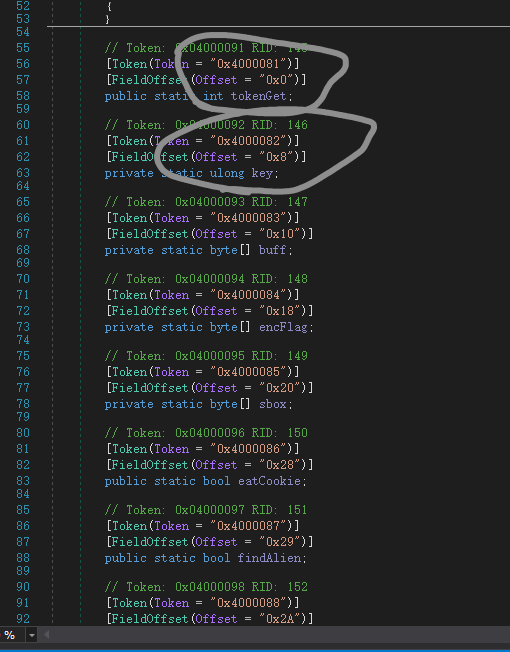 52 {
53 }
54
55 // Token: 0x04000091 RID: 145
56 [Token(Token = "0x4000081")]
57 [FieldOffset(Offset = "0x0")]
58 public static int tokenGet;
59
60 // Token: 0x04000092 RID: 146
61 [Token(Token = "0x4000082")]
62 [FieldOffset(Offset = "0x8")]
63 private static ulong key;
64
65 // Token: 0x04000093 RID: 147
66 [Token(Token = "0x4000083")]
67 [FieldOffset(Offset = "0x10")]
68 private static byte[] buff;
69
70 // Token: 0x04000094 RID: 148
71 [Token(Token = "0x4000084")]
72 [FieldOffset(Offset = "0x18")]
73 private static byte[] encFlag;
74
75 // Token: 0x04000095 RID: 149
76 [Token(Token = "0x4000085")]
77 [FieldOffset(Offset = "0x20")]
78 private static byte[] sbox;
79
80 // Token: 0x04000096 RID: 150
81 [Token(Token = "0x4000086")]
82 [FieldOffset(Offset = "0x28")]
83 public static bool eatCookie;
84
85 // Token: 0x04000097 RID: 151
86 [Token(Token = "0x4000087")]
87 [FieldOffset(Offset = "0x29")]
88 public static bool findAlien;
89
90 // Token: 0x04000098 RID: 152
91 [Token(Token = "0x4000088")]
92 [FieldOffset(Offset = "0x2A")]
%